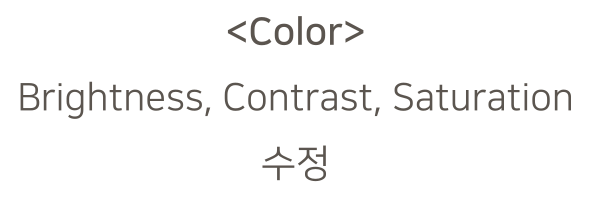 <Color>
Brightness, Contrast, Saturation
수정